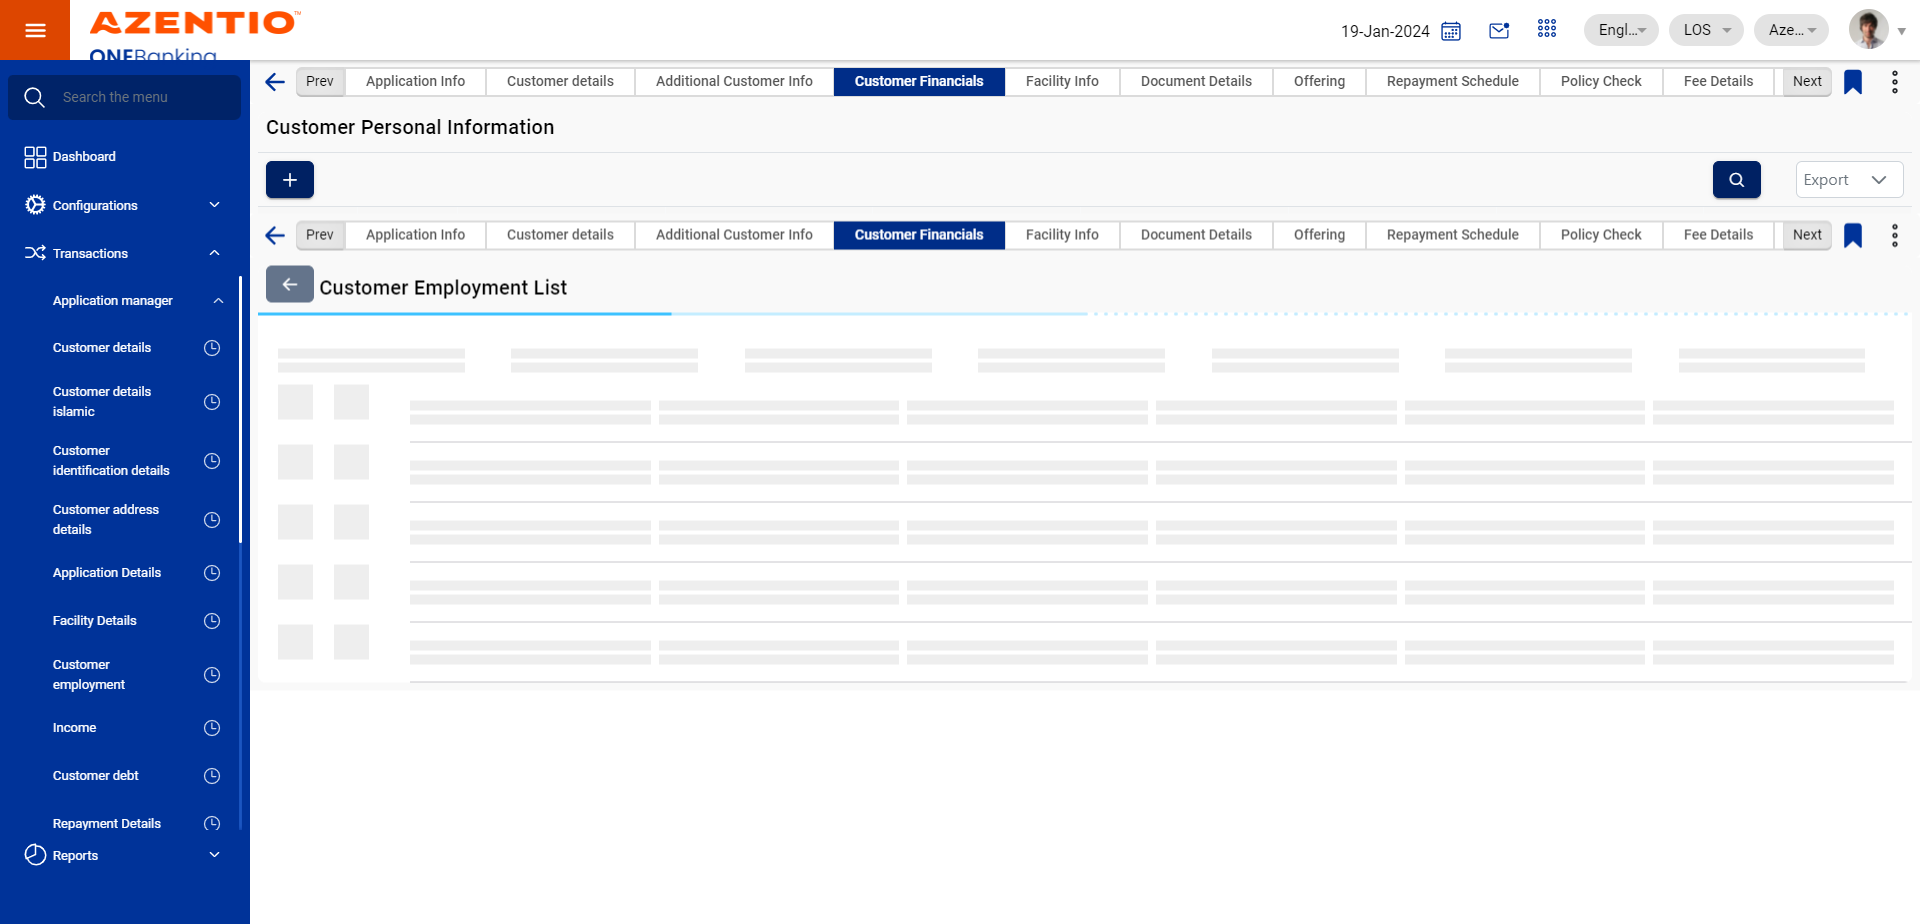 AZENTIO™
ONEBanking
19-Jan-2024
Engl...
LOS
Aze...
Search the menu
Dashboard
Configurations
Transactions
Application manager
Customer details
Customer details
islamic
Customer
identification details
Customer address
details
Application Details
Facility Details
Customer
employment
Income
Customer debt
Repayment Details
Reports
Prev
Application Info
Customer details
Additional Customer Info
Customer Financials
Facility Info
Document Details
Offering
Repayment Schedule
Policy Check
Fee Details
Next
Customer Personal Information
Export
Prev
Application Info
Customer details
Additional Customer Info
Customer Financials
Facility Info
Document Details
Offering
Repayment Schedule
Policy Check
Fee Details
Next
Customer Employment List